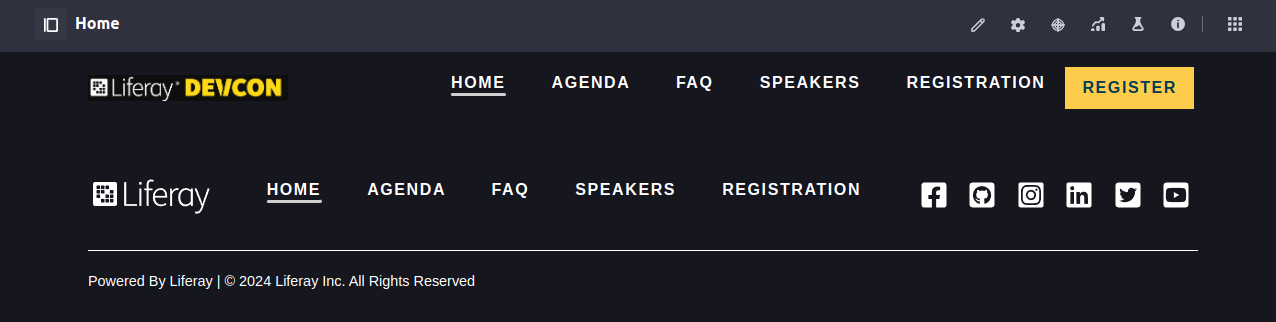 Home
Liferay® DEVCON HOME AGENDA FAQ SPEAKERS REGISTRATION REGISTER
Liferay HOME AGENDA FAQ SPEAKERS REGISTRATION
Powered By Liferay | © 2024 Liferay Inc. All Rights Reserved